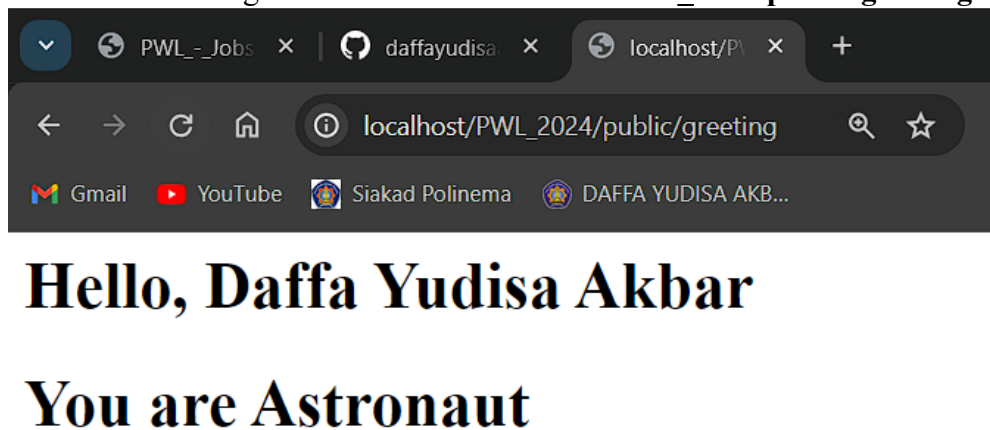 PWL_-_Jobs
daffayudisa
localhost/P
localhost/PWL_2024/public/greeting
Gmail
YouTube
Siakad Polinema
DAFFA YUDISA AKB...
Hello, Daffa Yudisa Akbar
You are Astronaut